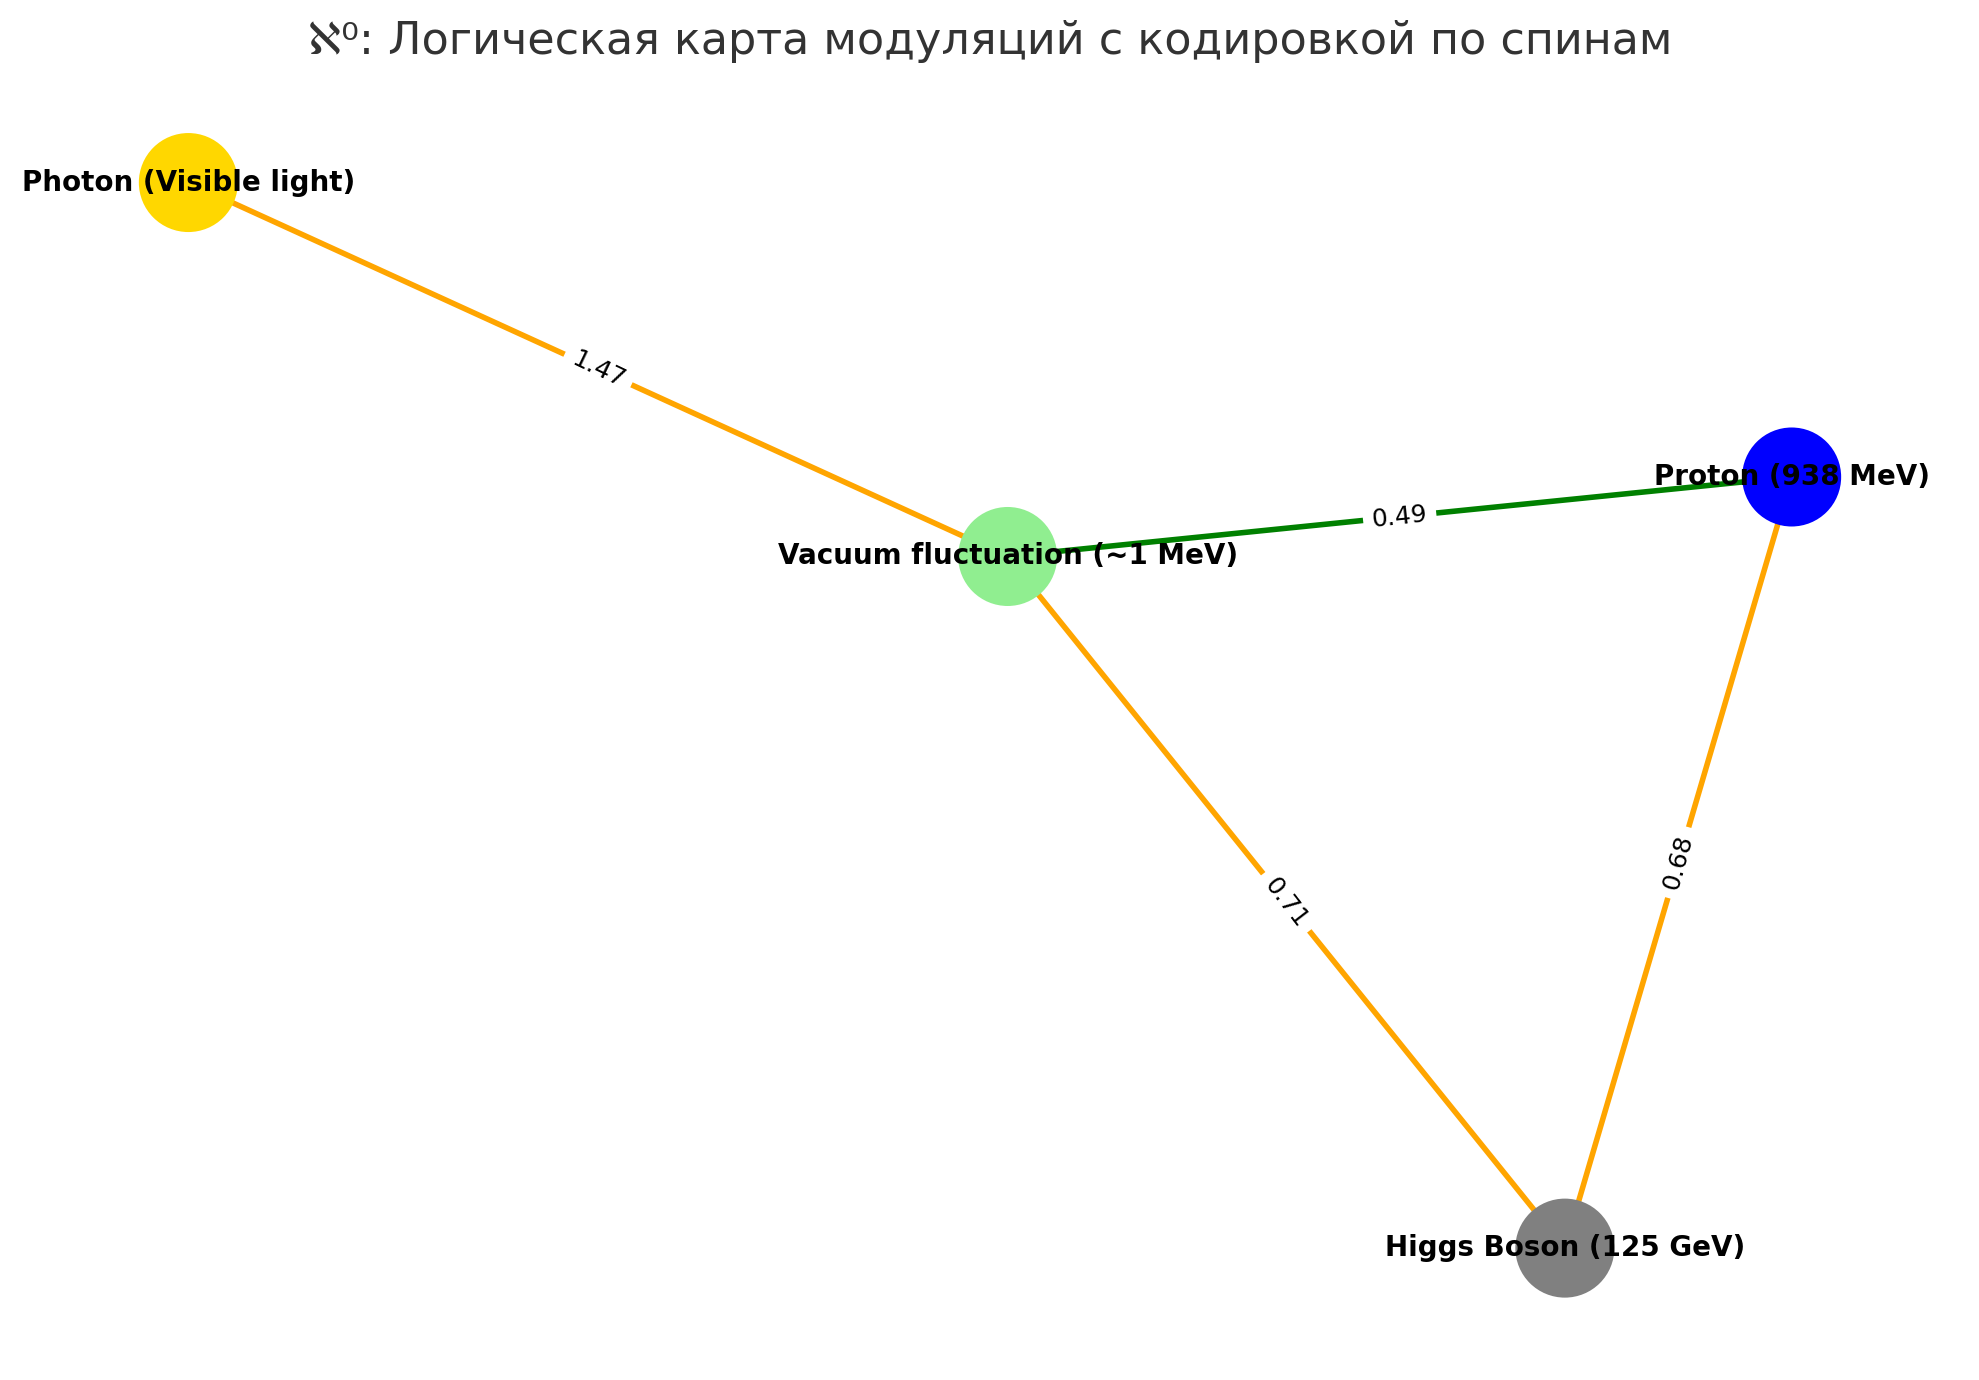 ℵ⁰: Логическая карта модуляций с кодировкой по спинам
Photon (Visible light)
1.47
Proton (938 MeV)
0.49
Vacuum fluctuation (~1 MeV)
0.68
0.71
Higgs Boson (125 GeV)